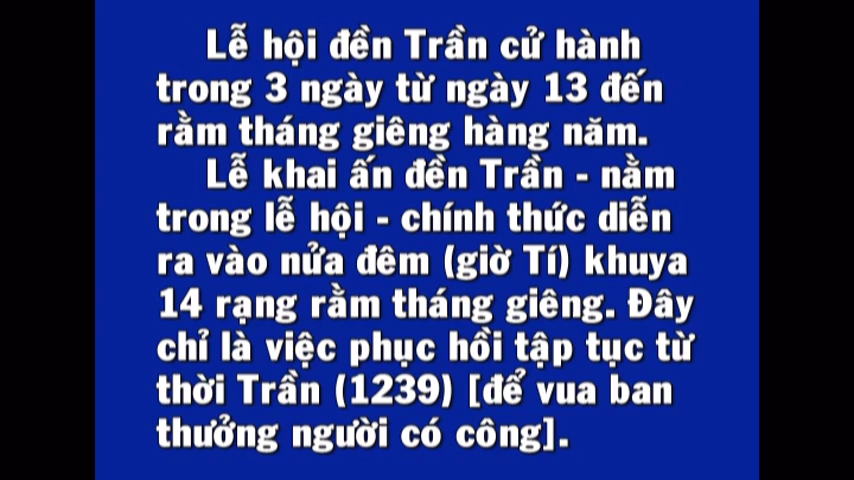 Lễ hội đền Trần cử hành
trong 3 ngày từ ngày 13 đến
rằm tháng giêng hàng năm.
Lễ khai ấn đền Trần - nằm
trong lễ hội - chính thức diễn
ra vào nửa đêm (giờ Tí) khuya
14 rạng rằm tháng giêng. Đây
chỉ là việc phục hồi tập tục từ
thời Trần (1239) [để vua ban
thưởng người có công].